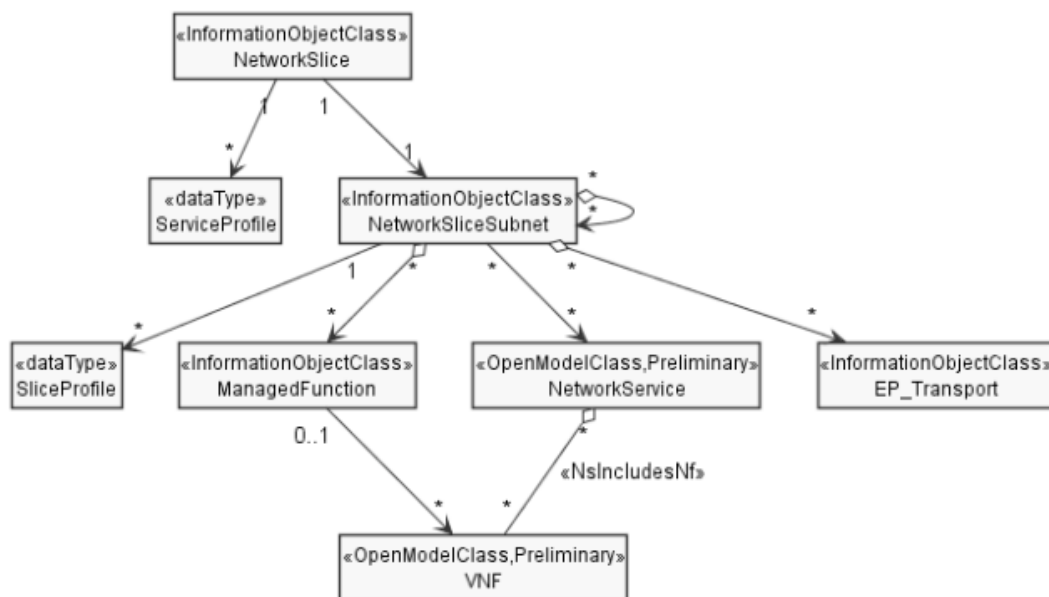 «InformationObjectClass»
NetworkSlice
1
1
*
1
«dataType»
ServiceProfile
«InformationObjectClass»
NetworkSliceSubnet
*
*
1
*
*
*
*
*
*
*
«dataType»
SliceProfile
«InformationObjectClass»
ManagedFunction
«OpenModelClass,Preliminary»
NetworkService
«InformationObjectClass»
EP_Transport
0..1
*
«NsIncludesNf»
*
*
«OpenModelClass,Preliminary»
VNF